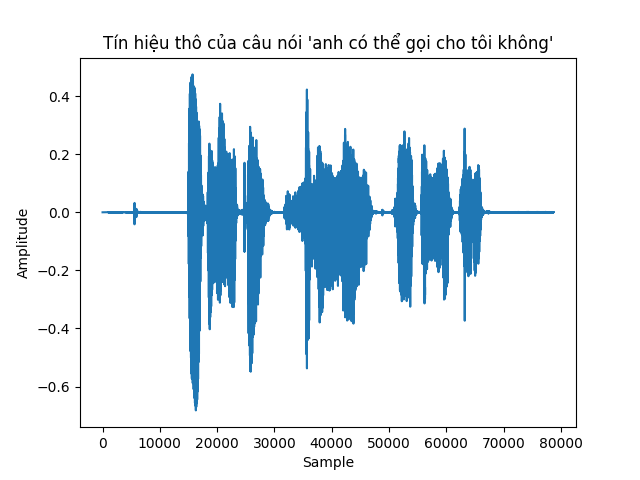 Tín hiệu thô của câu nói 'anh có thể gọi cho tôi không'
0.4
0.2
0.0
−0.2
−0.4
−0.6
Amplitude
0 10000 20000 30000 40000 50000 60000 70000 80000
Sample